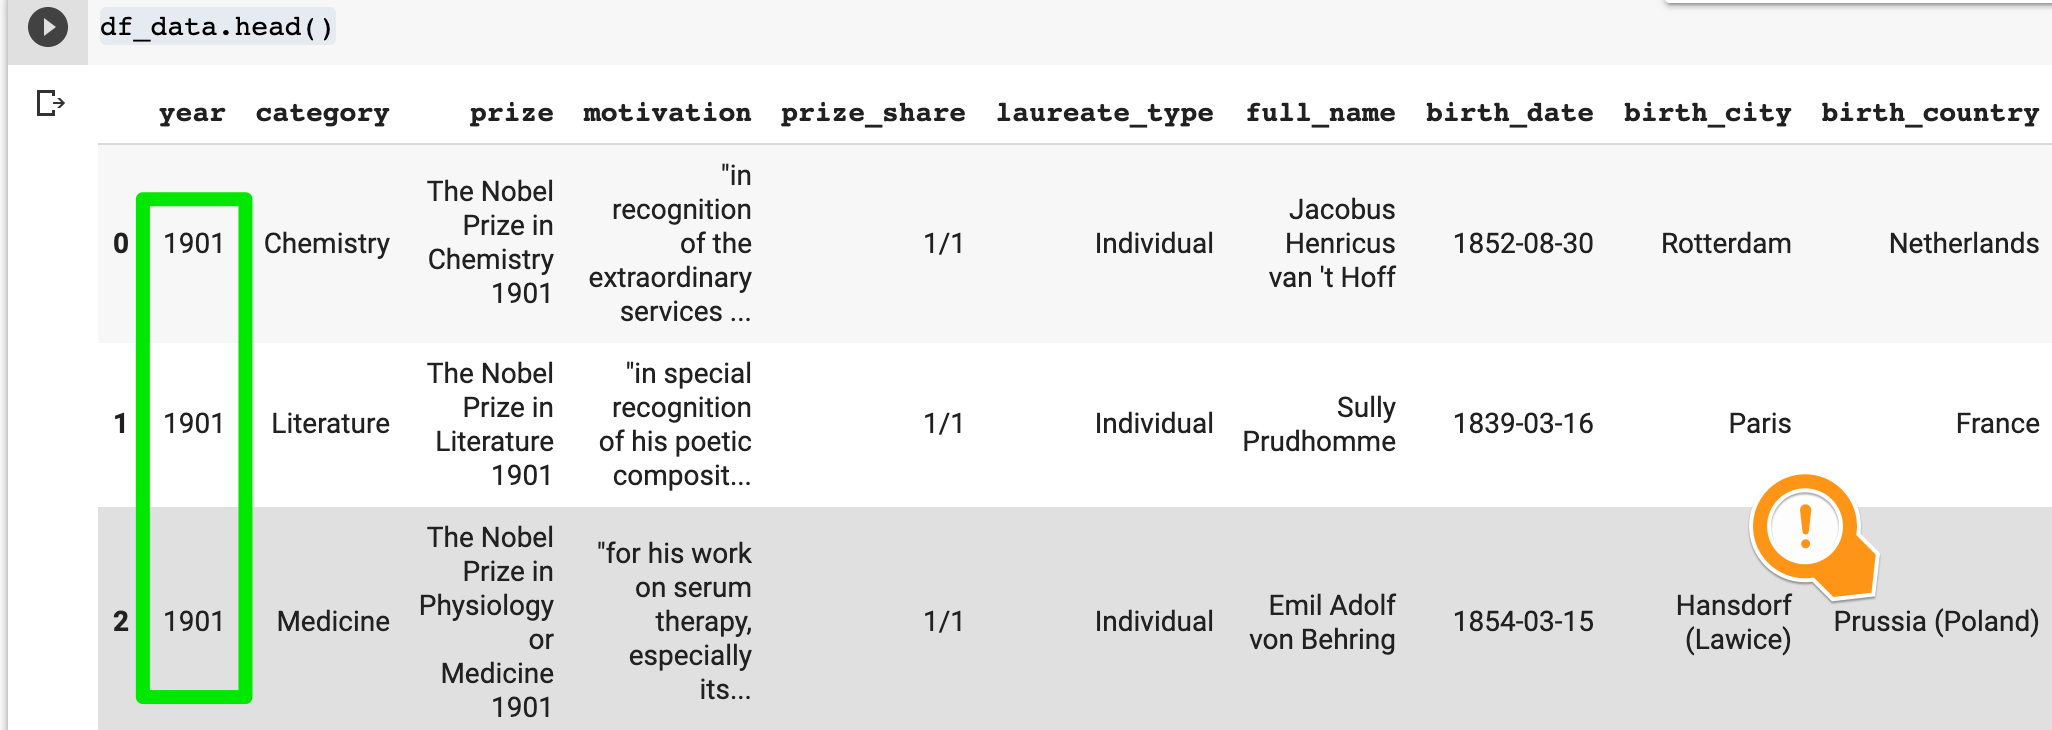 df_data.head()
year category prize motivation prize_share laureate_type full_name birth_date birth_city birth_country
0 1901 Chemistry
The Nobel
Prize in
Chemistry
1901
"in
recognition
of the
extraordinary
services ...
1/1 Individual
Jacobus
Henricus
van 't Hoff
1852-08-30 Rotterdam Netherlands
1 1901 Literature
The Nobel
Prize in
Literature
1901
"in special
recognition
of his poetic
composit...
1/1 Individual
Sully
Prudhomme
1839-03-16 Paris France
2 1901 Medicine
The Nobel
Prize in
Physiology
or
Medicine
1901
"for his work
on serum
therapy,
especially
its...
1/1 Individual
Emil Adolf
von Behring
1854-03-15
Hansdorf
(Lawice)
!
Prussia (Poland)